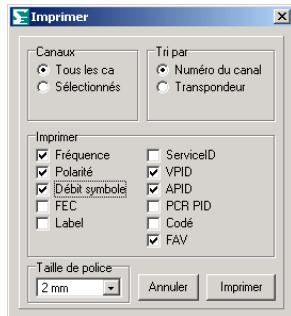 Imprimer
Canaux
Tous les ca
Sélectionnés
Tri par
Numéro du canal
Transpondeur
Imprimer
Fréquence
Polarité
Débit symbole
FEC
Label
ServiceID
VPID
APID
PCR PID
Codé
FAV
Taille de police
2 mm
Annuler
Imprimer